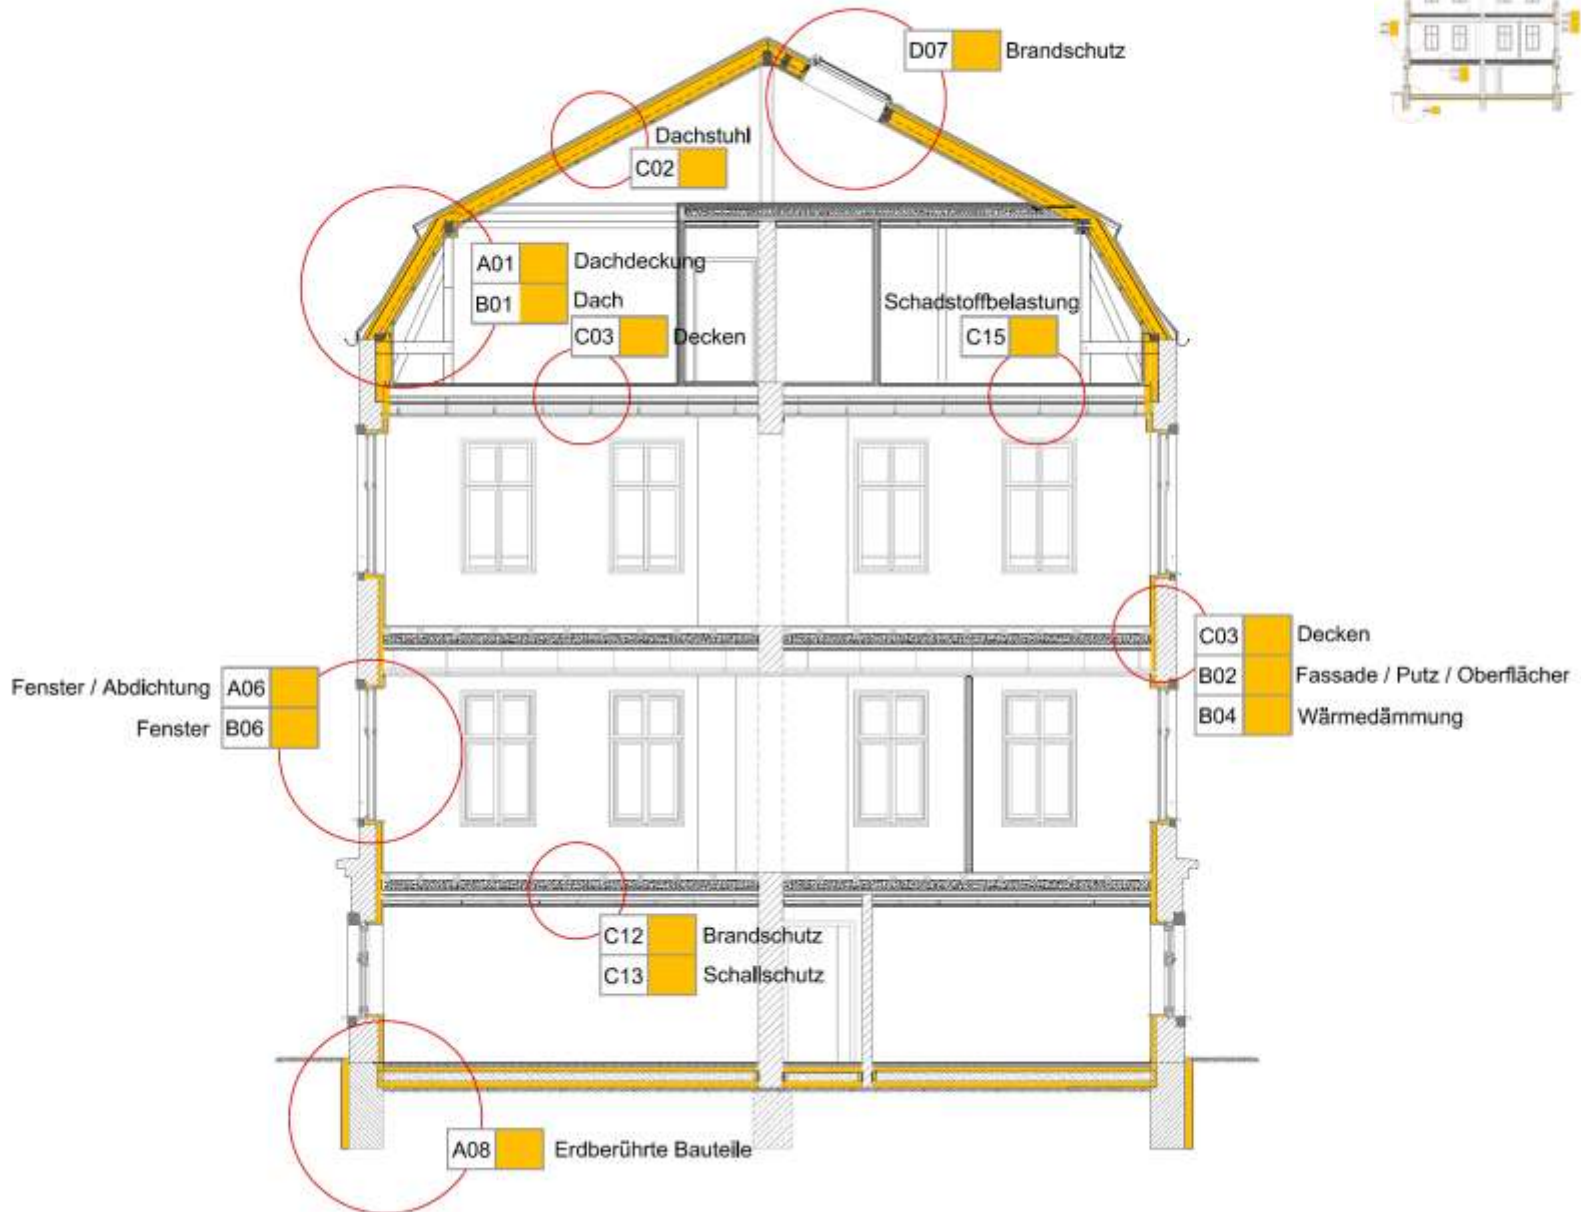 D07 Brandschutz
Dachstuhl
C02
A01 Dachdeckung
B01 Dach
Schadstoffbelastung
C03 Decken
C15
C03 Decken
Fenster / Abdichtung A06
B02 Fassade / Putz / Oberflächer
Fenster B06
B04 Wärmedämmung
C12 Brandschutz
C13 Schallschutz
A08 Erdberührte Bauteile